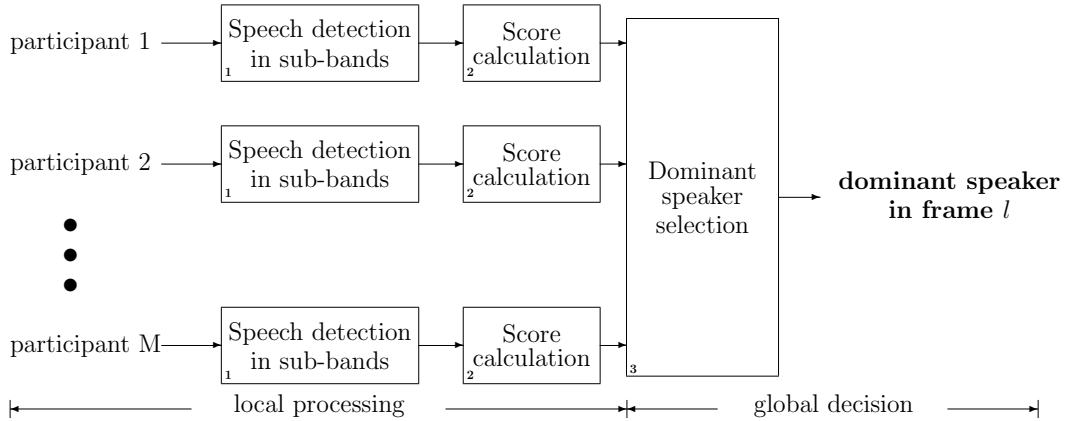 participant 1
Speech detection
in sub-bands
1
Score
calculation
2
participant 2
Speech detection
in sub-bands
1
Score
calculation
2
Dominant
speaker
selection
3
dominant speaker
in frame l
participant M
Speech detection
in sub-bands
1
Score
calculation
2
local processing
global decision